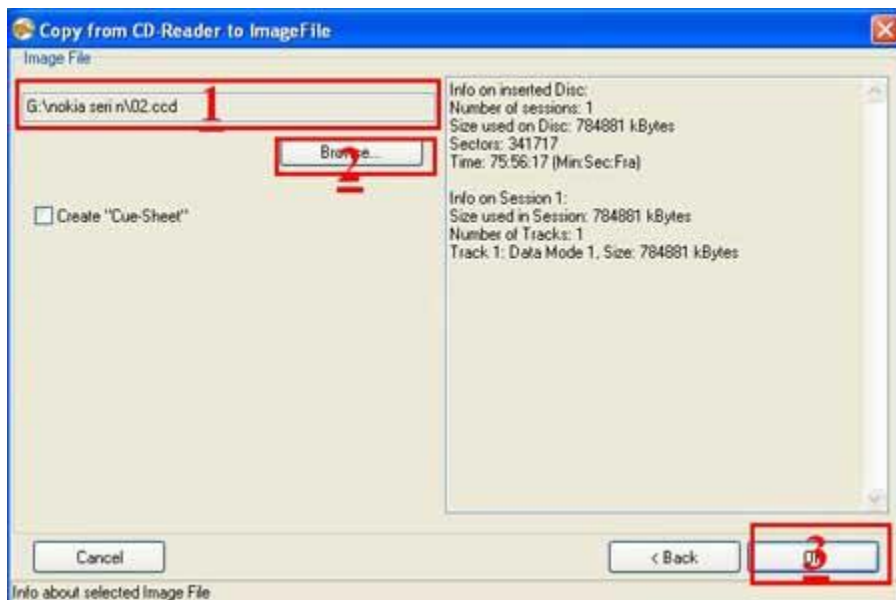 Copy from CD-Reader to ImageFile
Image File
G:\nokia seri n\02.ccd
1
Browse...
2
Create "Cue-Sheet"
Info on inserted Disc:
Number of sessions: 1
Size used on Disc: 784881 kBytes
Sectors: 341717
Time: 75:56:17 (Min:Sec:Fra)
Info on Session 1:
Size used in Session: 784881 kBytes
Number of Tracks: 1
Track 1: Data Mode 1, Size: 784881 kBytes
Cancel
< Back
3
Info about selected Image File